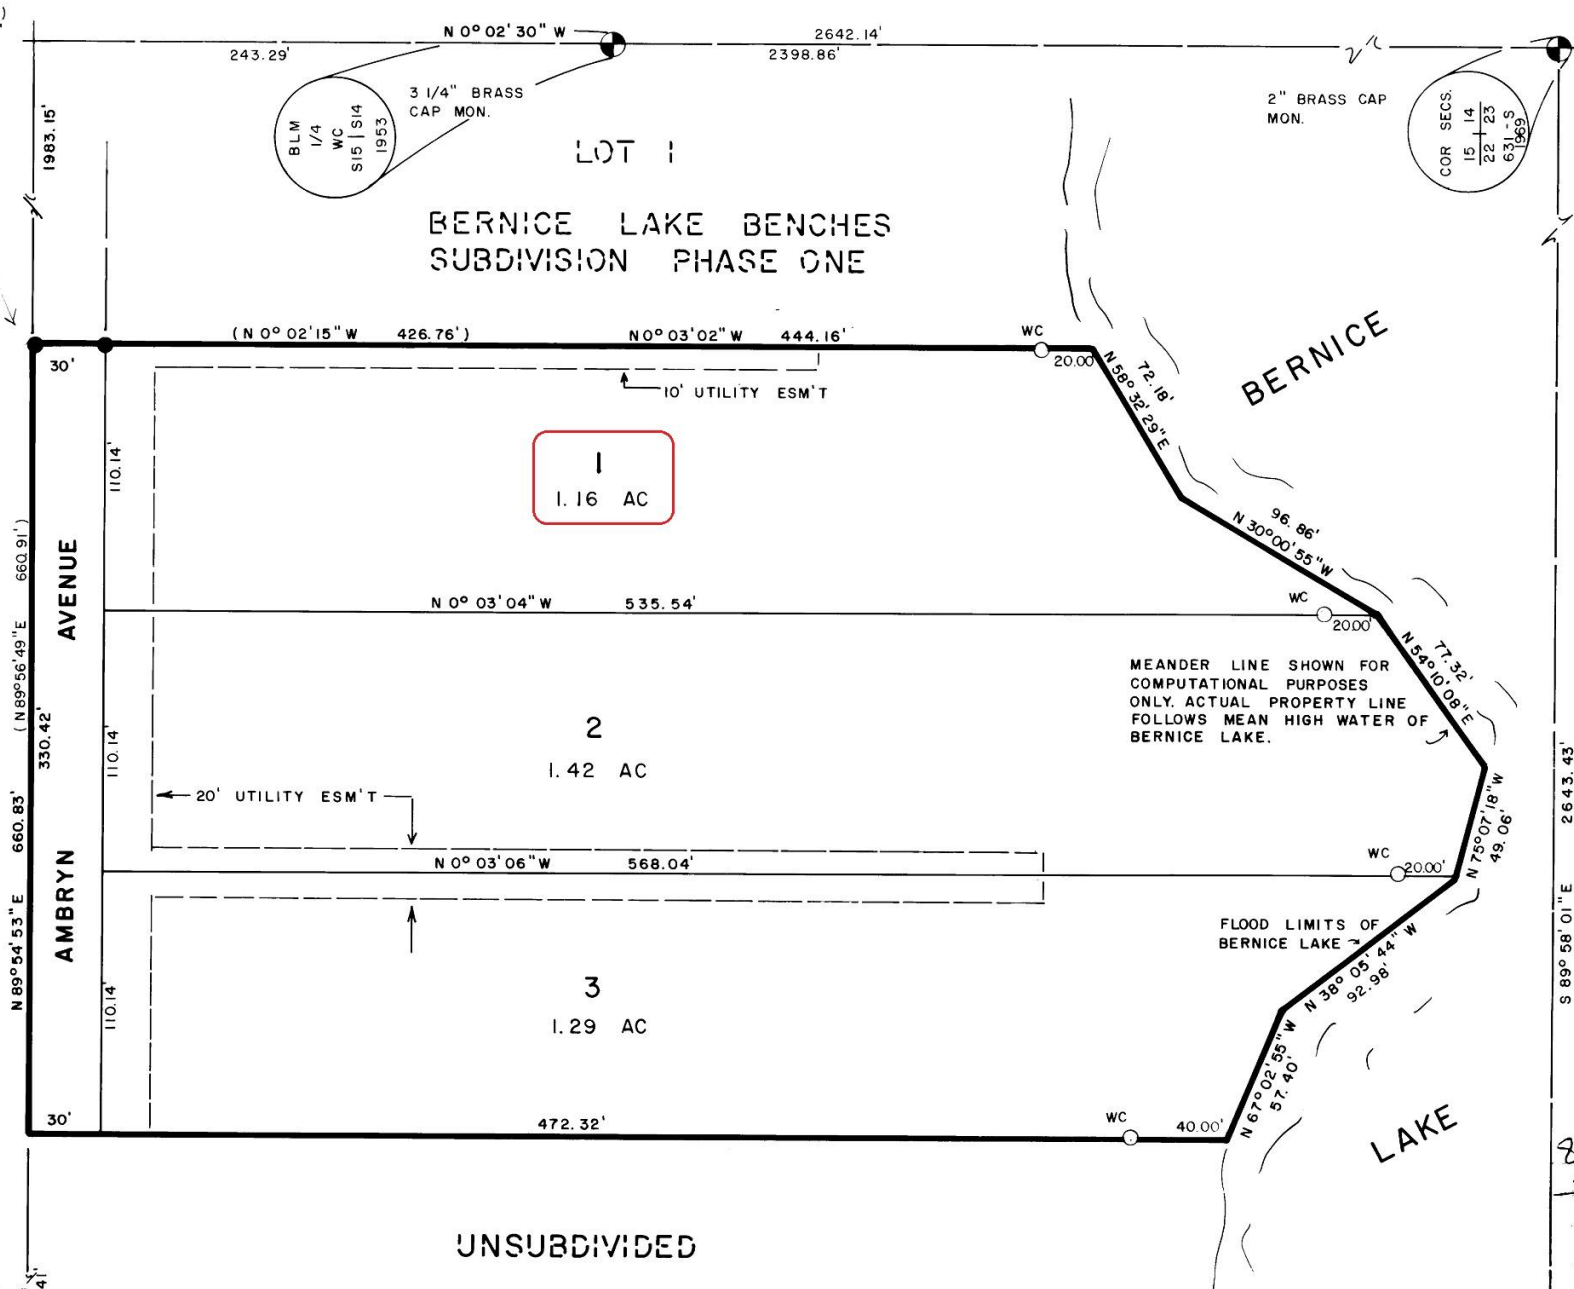 N 0° 02' 30" W
2642.14'
243.29'
2398.86'
3 1/4" BRASS
CAP MON.
BLM
1/4
WC
S15 | S14
1953
2" BRASS CAP
MON.
COR SECS.
15 | 14
22 | 23
631-S
1969
1983.15'
LOT 1
BERNICE LAKE BENCHES
SUBDIVISION PHASE ONE
(N 0° 02' 15" W 426.76')
N 0° 03' 02" W 444.16'
WC
20.00'
30'
10' UTILITY ESM'T
72.18'
N 58° 32' 29" E
BERNICE
1
1.16 AC
110.14'
96.86'
N 30° 00' 55" W
(N 89° 56' 49" E 660.91')
AVENUE
N 0° 03' 04" W 535.54'
WC
20.00'
77.32'
N 54° 10' 08" E
MEANDER LINE SHOWN FOR
COMPUTATIONAL PURPOSES
ONLY. ACTUAL PROPERTY LINE
FOLLOWS MEAN HIGH WATER OF
BERNICE LAKE.
2
1.42 AC
110.14'
330.42'
20' UTILITY ESM'T
N 75° 07' 18" W
49.06'
2643.43'
S 89° 58' 01" E
N 0° 03' 06" W 568.04'
WC
20.00'
N 89° 54' 53" E 660.83'
AMBRYN
FLOOD LIMITS OF
BERNICE LAKE
N 38° 05' 44" W
92.98'
3
1.29 AC
110.14'
N 67° 02' 55" W
57.40'
30'
472.32'
WC
40.00'
LAKE
UNSUBDIVIDED